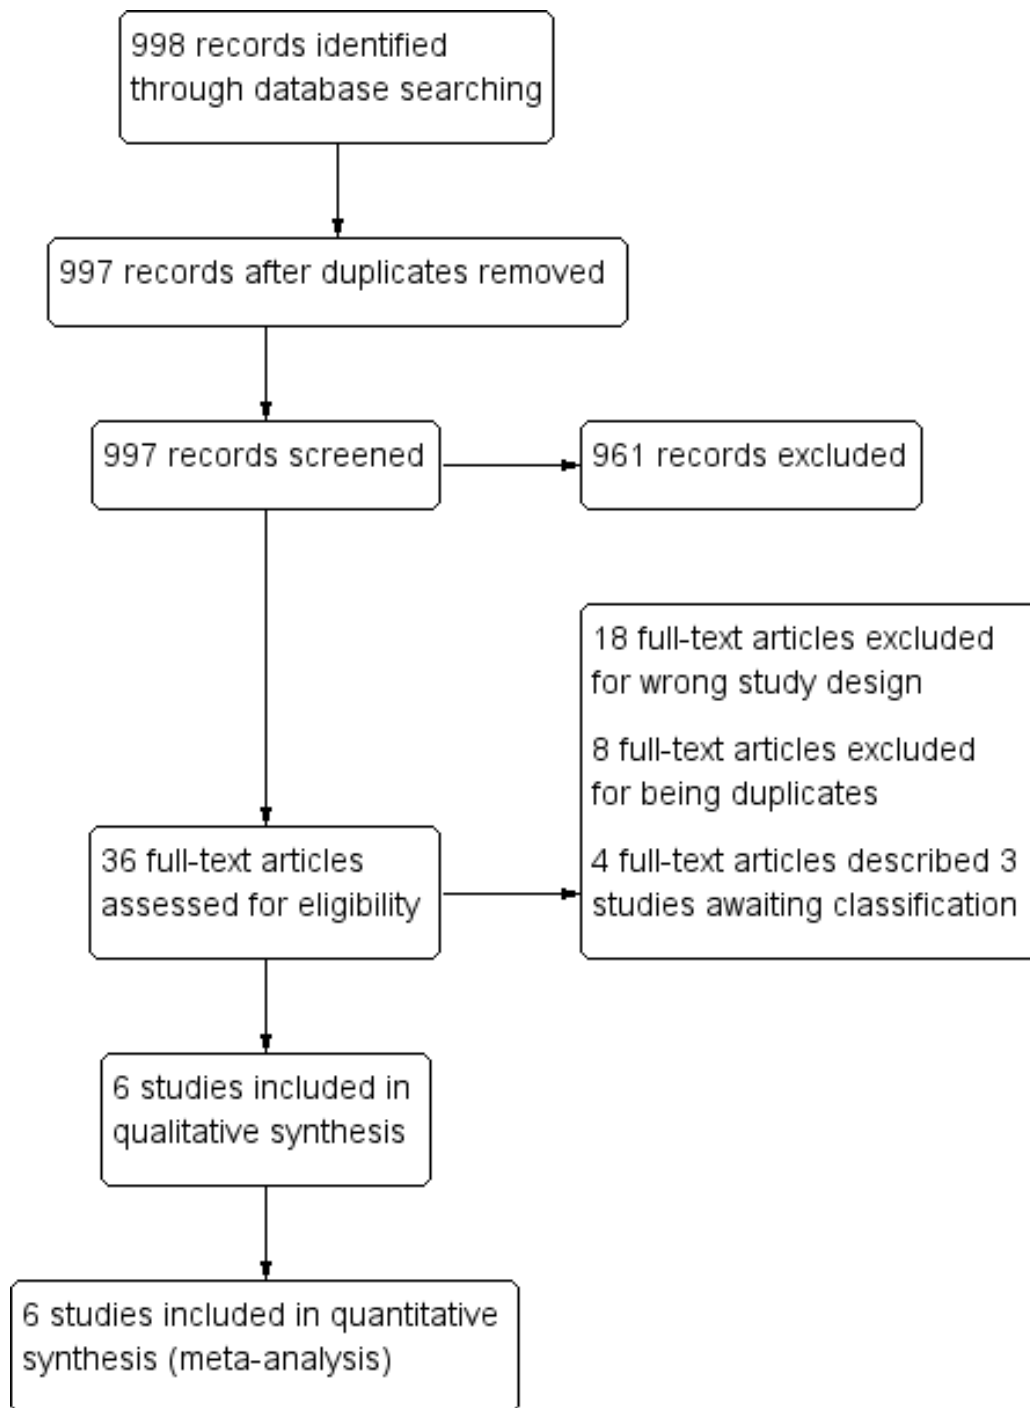 998 records identified
through database searching
997 records after duplicates removed
997 records screened
961 records excluded
18 full-text articles excluded
for wrong study design
8 full-text articles excluded
for being duplicates
4 full-text articles described 3
studies awaiting classification
36 full-text articles
assessed for eligibility
6 studies included in
qualitative synthesis
6 studies included in quantitative
synthesis (meta-analysis)